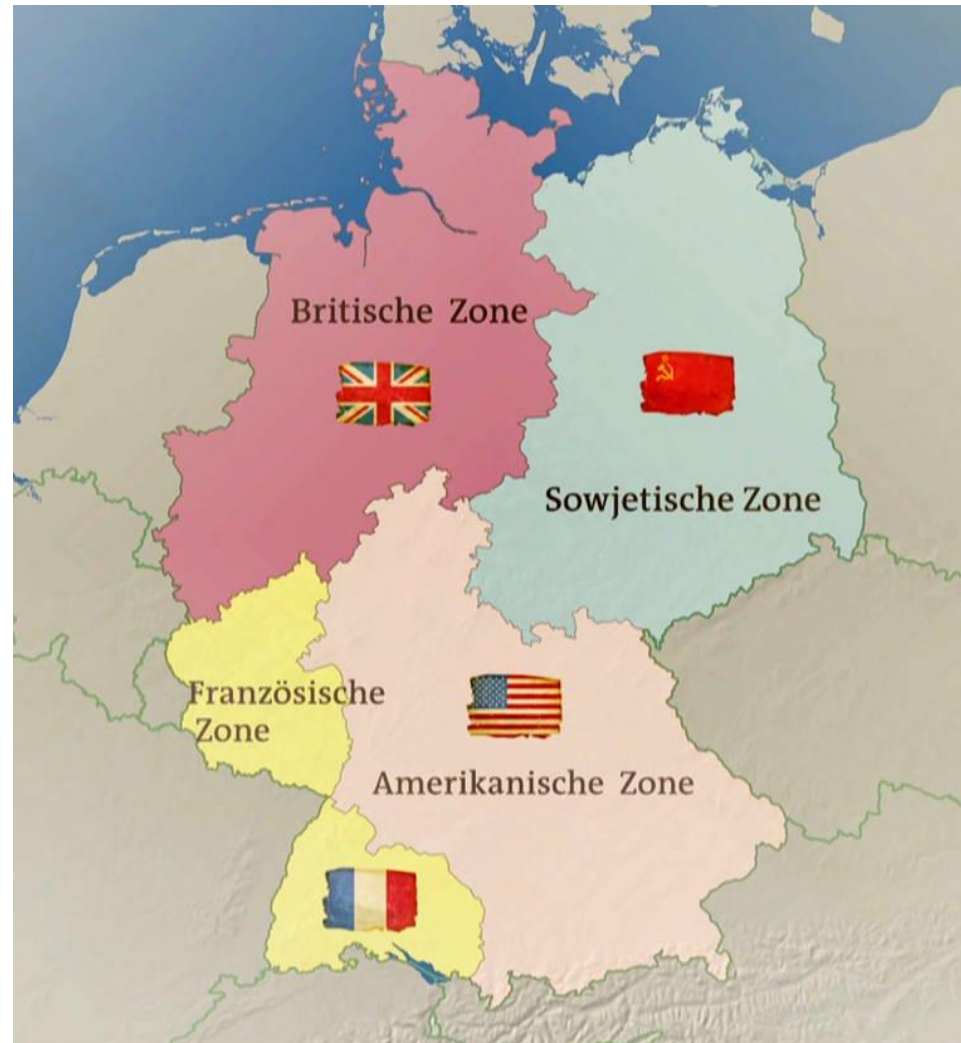 Britische Zone
Sowjetische Zone
Französische
Zone
Amerikanische Zone